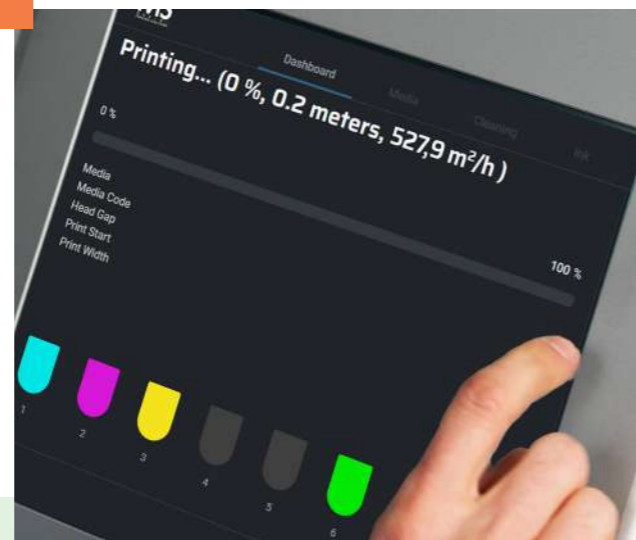 MS
Dashboard
Media
Cleaning
Ink
Printing... (0 %, 0.2 meters, 527,9 m²/h )
0 %
100 %
Media
Media Code
Head Gap
Print Start
Print Width
1
2
3
4
5
6